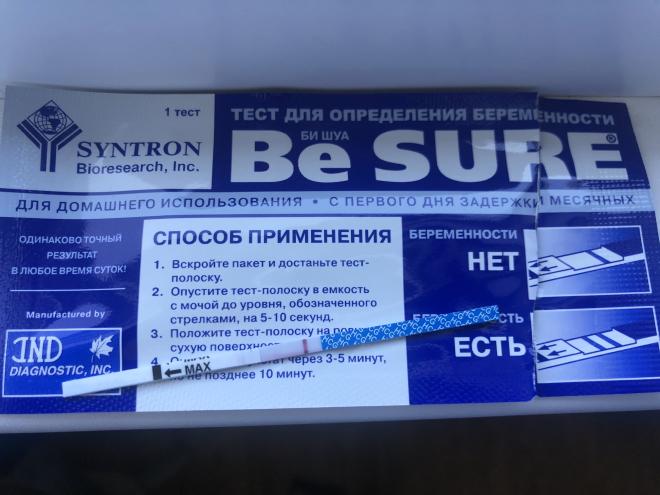 1 тест
SYNTRON
Bioresearch, Inc.
ТЕСТ ДЛЯ ОПРЕДЕЛЕНИЯ БЕРЕМЕННОСТИ
БИ ШУА
Be SURE®
ДЛЯ ДОМАШНЕГО ИСПОЛЬЗОВАНИЯ • С ПЕРВОГО ДНЯ ЗАДЕРЖКИ МЕСЯЧНЫХ
ОДИНАКОВО ТОЧНЫЙ
РЕЗУЛЬТАТ
В ЛЮБОЕ ВРЕМЯ СУТОК!
Manufactured by
IND
DIAGNOSTIC, INC.
СПОСОБ ПРИМЕНЕНИЯ
1. Вскройте пакет и достаньте тест-
полоску.
2. Опустите тест-полоску в емкость
с мочой до уровня, обозначенного
стрелками, на 5-10 секунд.
3. Положите тест-полоску на
сухую
4. через 3-5 минут,
не позднее 10 минут.
MAX
БЕРЕМЕННОСТИ
НЕТ
ЕСТЬ